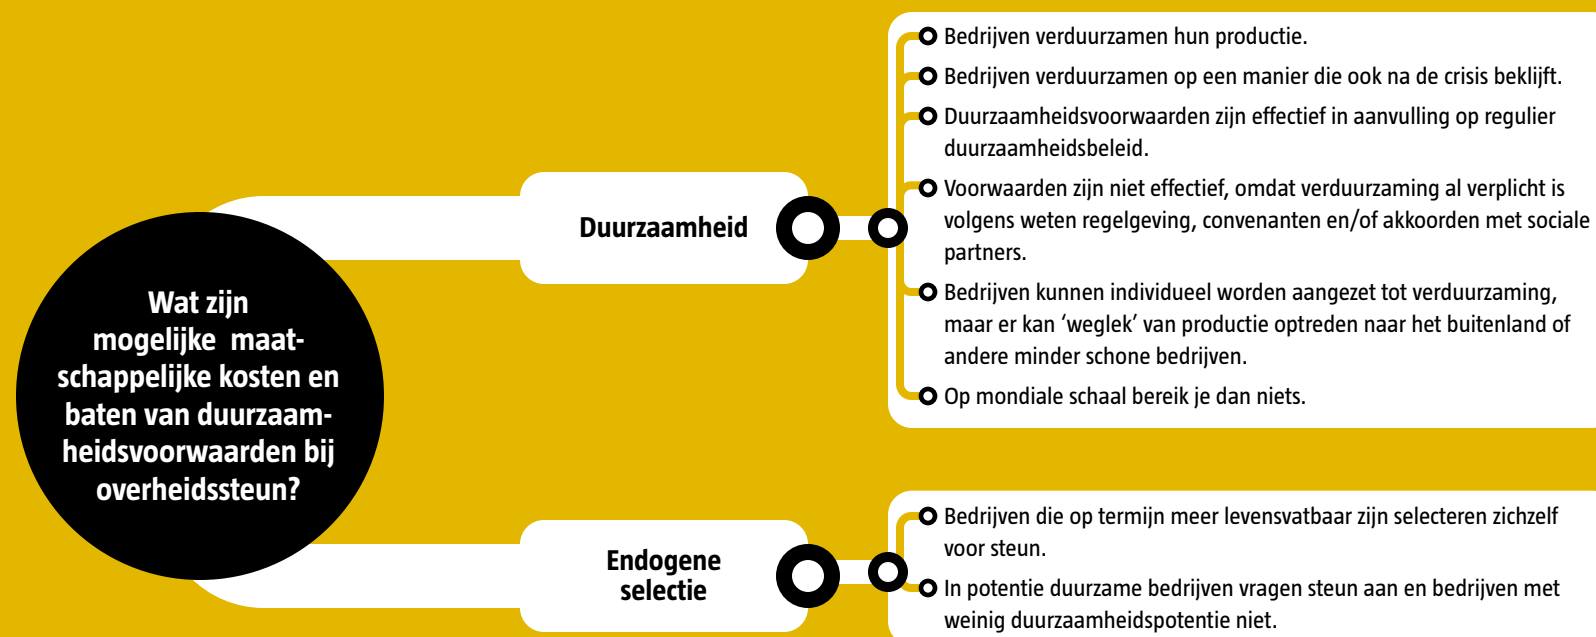 Wat zijn
mogelijke maat-
schappelijke kosten en
baten van duurzaam-
heidsvoorwaarden bij
overheidssteun?
Duurzaamheid
Bedrijven verduurzamen hun productie.
Bedrijven verduurzamen op een manier die ook na de crisis beklijft.
Duurzaamheidsvoorwaarden zijn effectief in aanvulling op regulier
duurzaamheidsbeleid.
Voorwaarden zijn niet effectief, omdat verduurzaming al verplicht is
volgens weten regelgeving, convenanten en/of akkoorden met sociale
partners.
Bedrijven kunnen individueel worden aangezet tot verduurzaming,
maar er kan ‘weglek’ van productie optreden naar het buitenland of
andere minder schone bedrijven.
Op mondiale schaal bereik je dan niets.
Endogene
selectie
Bedrijven die op termijn meer levensvatbaar zijn selecteren zichzelf
voor steun.
In potentie duurzame bedrijven vragen steun aan en bedrijven met
weinig duurzaamheidspotentie niet.